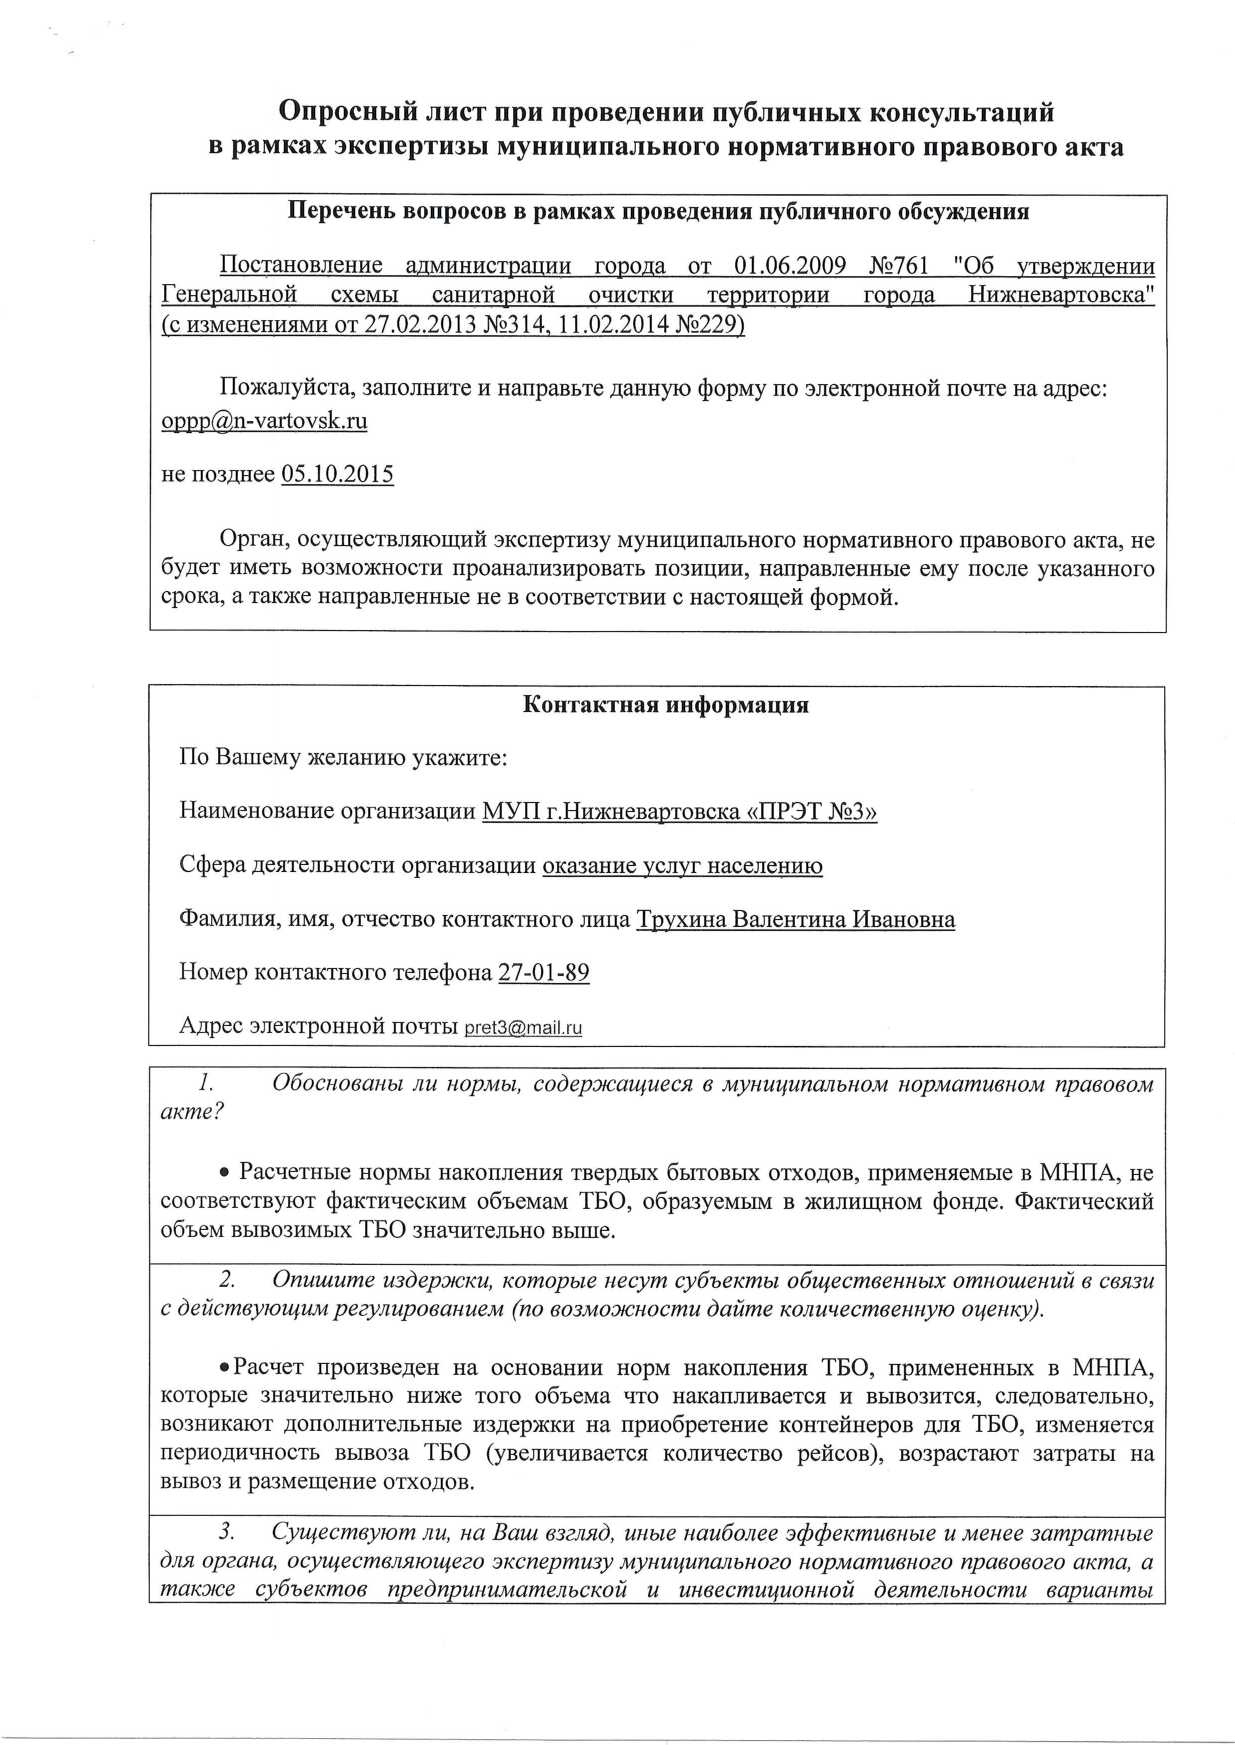 Опросный лист при проведении публичных консультаций
в рамках экспертизы муниципального нормативного правового акта
Перечень вопросов в рамках проведения публичного обсуждения
Постановление администрации города от 01.06.2009 №761 "Об утверждении
Генеральной схемы санитарной очистки территории города Нижневартовска"
(с изменениями от 27.02.2013 №314, 11.02.2014 №229)
Пожалуйста, заполните и направьте данную форму по электронной почте на адрес:
oppp@n-vartovsk.ru
не позднее 05.10.2015
Орган, осуществляющий экспертизу муниципального нормативного правового акта, не
будет иметь возможности проанализировать позиции, направленные ему после указанного
срока, а также направленные не в соответствии с настоящей формой.
Контактная информация
По Вашему желанию укажите:
Наименование организации МУП г.Нижневартовска «ПРЭТ №3»
Сфера деятельности организации оказание услуг населению
Фамилия, имя, отчество контактного лица Трухина Валентина Ивановна
Номер контактного телефона 27-01-89
Адрес электронной почты pret3@mail.ru
1. Обоснованы ли нормы, содержащиеся в муниципальном нормативном правовом
акте?
• Расчетные нормы накопления твердых бытовых отходов, применяемые в МНПА, не
соответствуют фактическим объемам ТБО, образуемым в жилищном фонде. Фактический
объем вывозимых ТБО значительно выше.
2. Опишите издержки, которые несут субъекты общественных отношений в связи
с действующим регулированием (по возможности дайте количественную оценку).
•Расчет произведен на основании норм накопления ТБО, примененных в МНПА,
которые значительно ниже того объема что накапливается и вывозится, следовательно,
возникают дополнительные издержки на приобретение контейнеров для ТБО, изменяется
периодичность вывоза ТБО (увеличивается количество рейсов), возрастают затраты на
вывоз и размещение отходов.
3. Существуют ли, на Ваш взгляд, иные наиболее эффективные и менее затратные
для органа, осуществляющего экспертизу муниципального нормативного правового акта, а
также субъектов предпринимательской и инвестиционной деятельности варианты